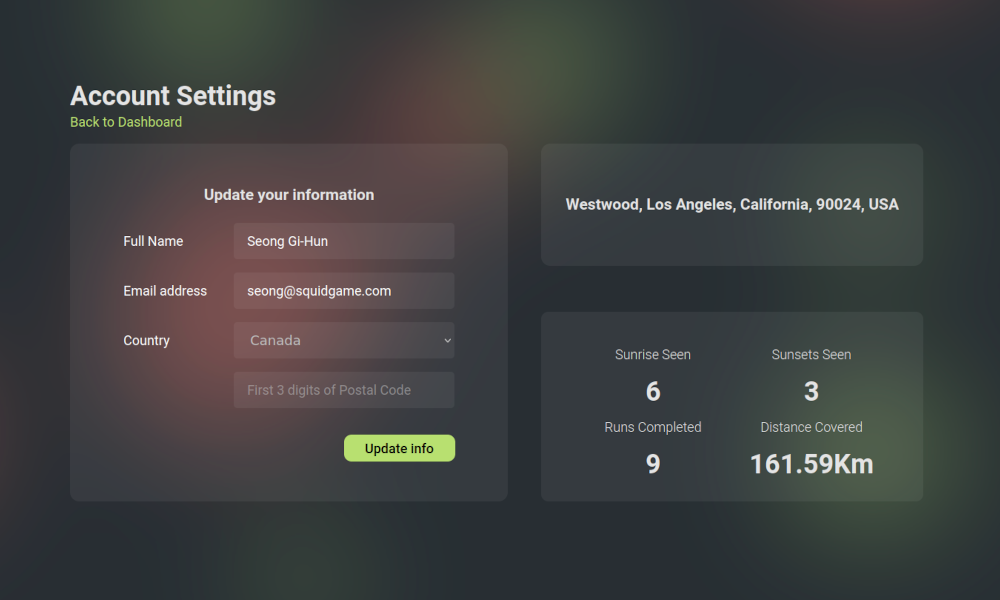 Account Settings
Back to Dashboard
Update your information
Full Name
Seong Gi-Hun
Email address
seong@squidgame.com
Country
Canada
First 3 digits of Postal Code
Update info
Westwood, Los Angeles, California, 90024, USA
Sunrise Seen
6
Sunsets Seen
3
Runs Completed
9
Distance Covered
161.59Km